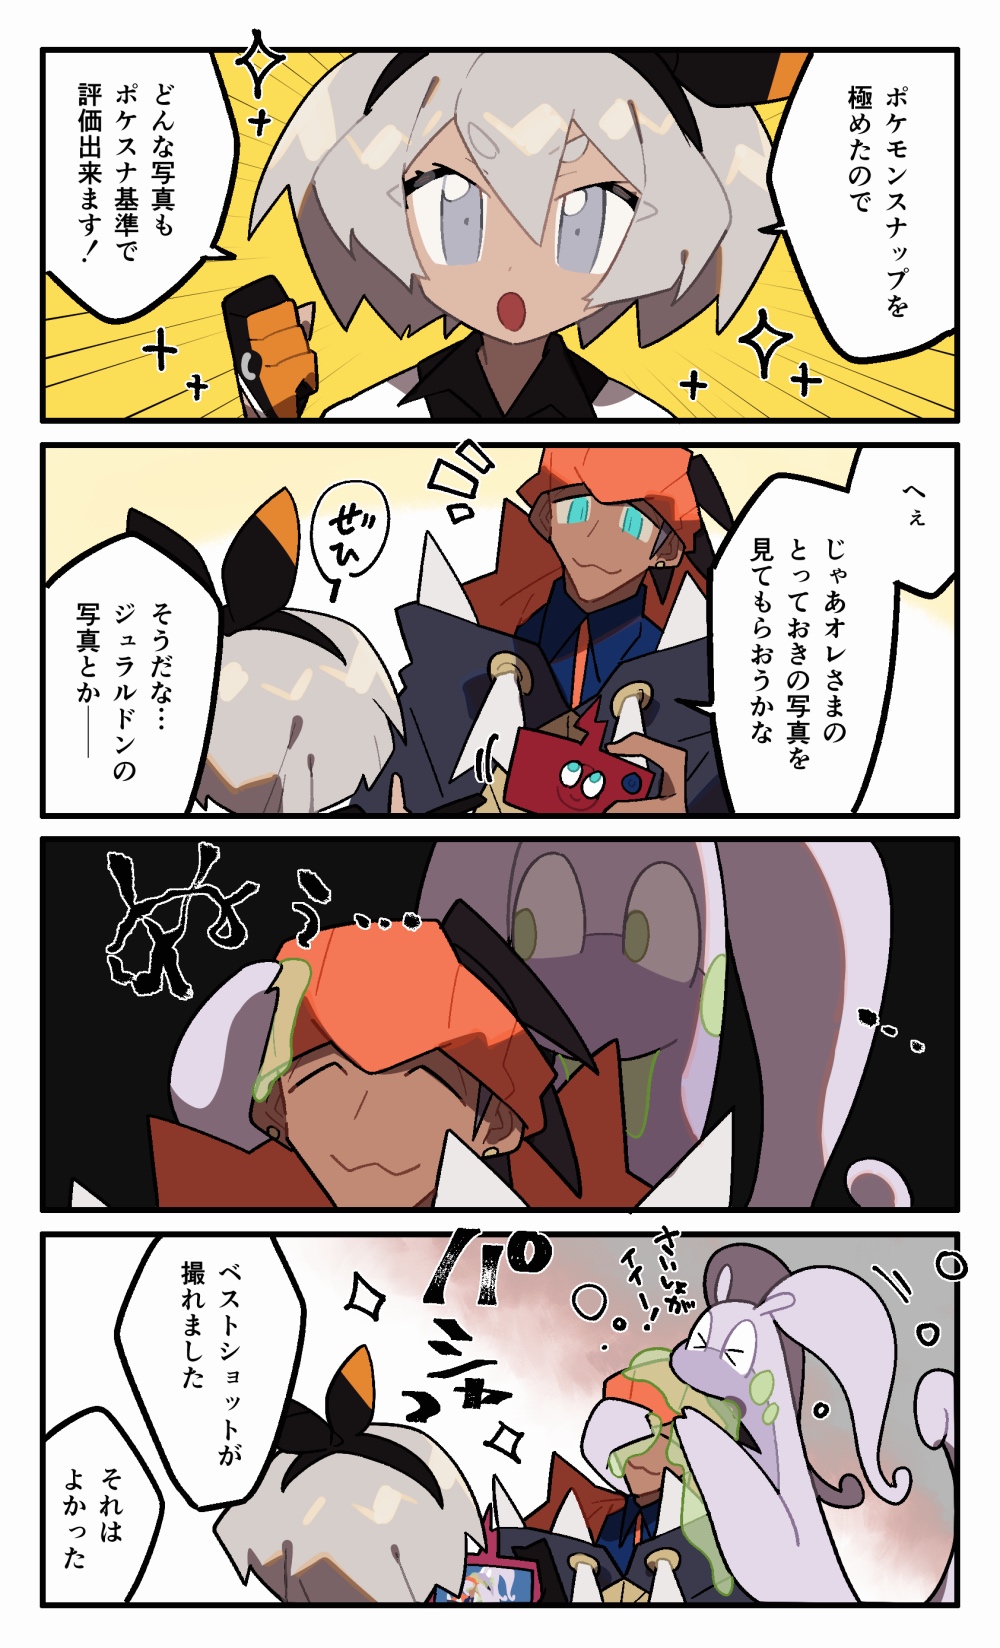 ポケモンスナップを
極めたので
どんな写真も
ポケスナ基準で
評価出来ます!
へぇ
じゃあオレさまの
とっておきの写真を
見てもらおうかな
ぜひ
そうだな…
ジュラルドンの
写真とか──
ぬ
う…
パシャッ
さいしょが
イイー!
ベストショットが
撮れました
それは
よかった